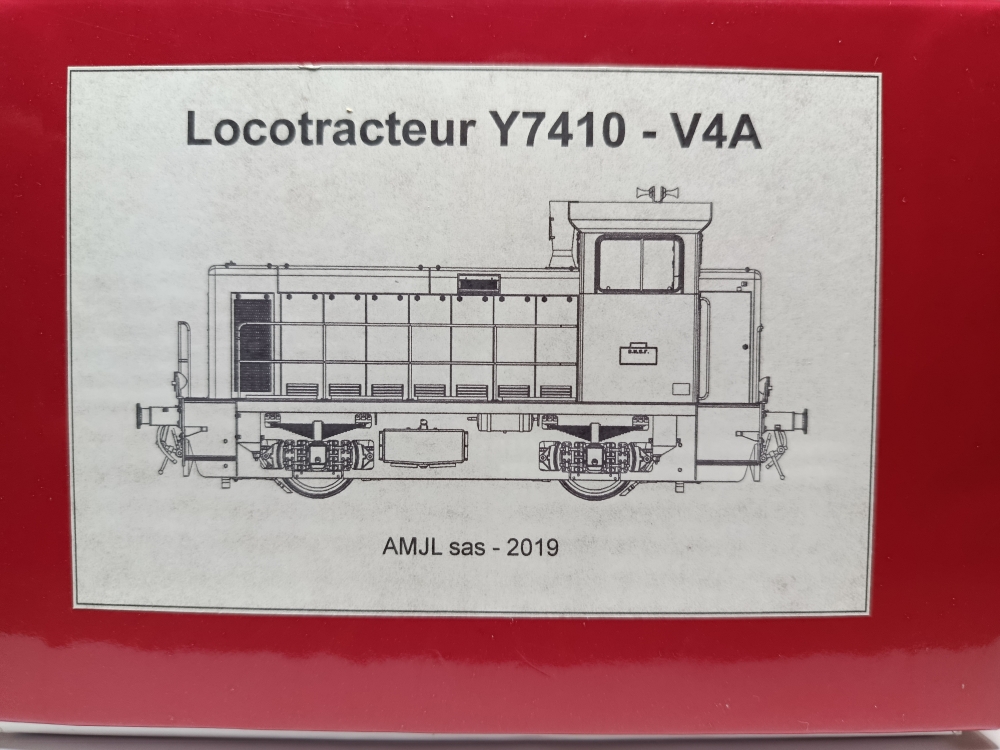 Locotracteur Y7410 - V4A
S.N.C.F.
AMJL sas - 2019